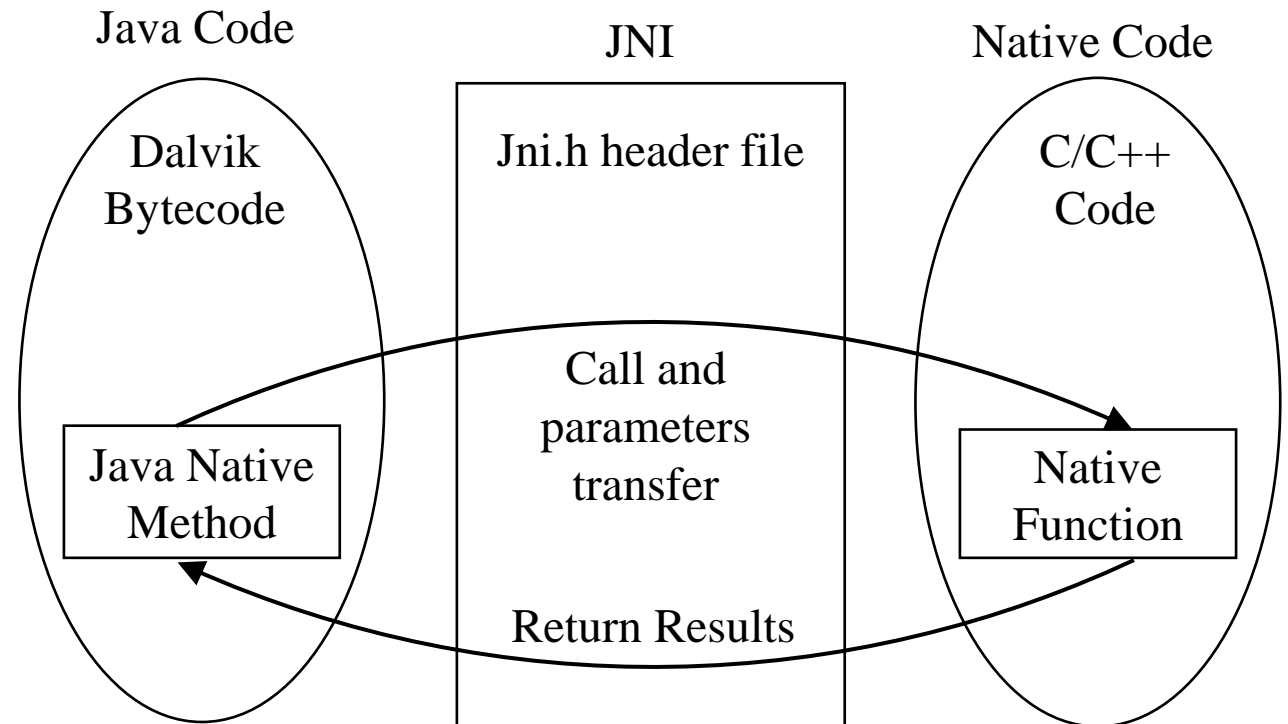 Java Code
JNI
Native Code
Dalvik
Bytecode
Jni.h header file
C/C++
Code
Call and
parameters
transfer
Java Native
Method
Native
Function
Return Results